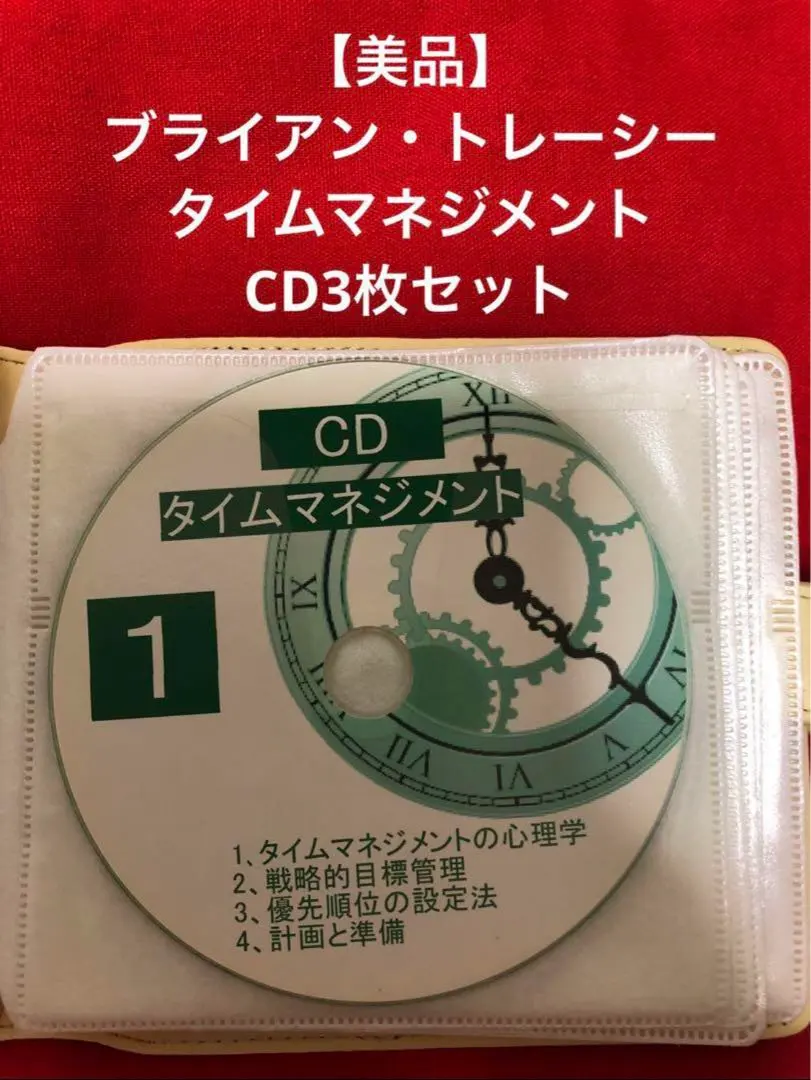 【美品】
ブライアン・トレーシー
タイムマネジメント
CD3枚セット
XII
CD
タイムマネジメント
XI
1
V
VII
VI
1、タイムマネジメントの心理学
2、戦略的目標管理
3、優先順位の設定法
4、計画と準備